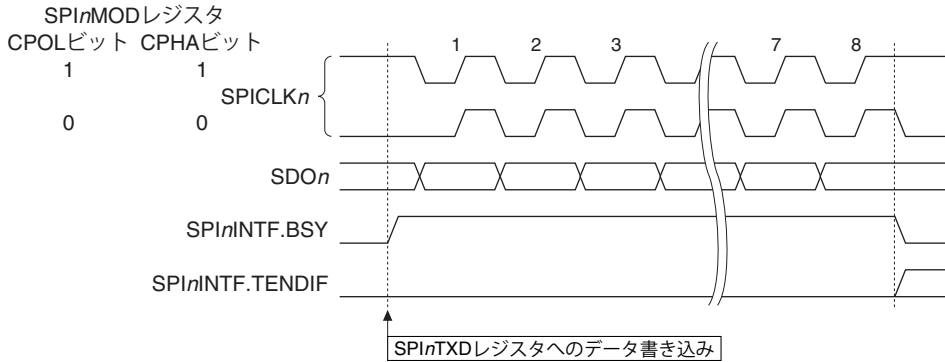 SPInMODレジスタ
CPOLビット CPHAビット
1 1
0 0
SPICLKn
1 2 3 7 8
SDOn
SPInINTF.BSY
SPInINTF.TENDIF
SPInTXDレジスタへのデータ書き込み